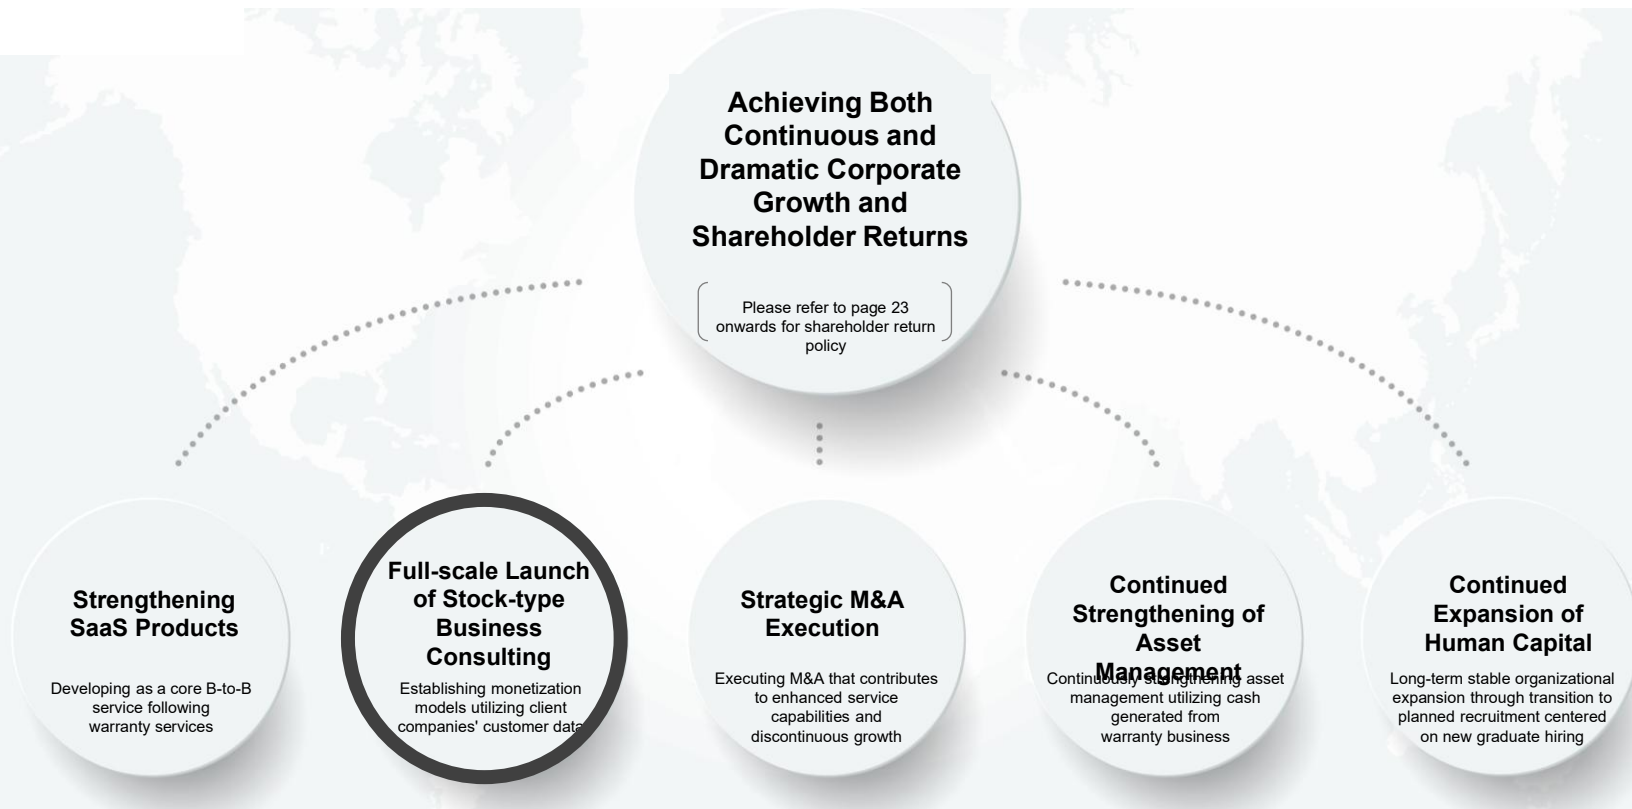 Achieving Both
Continuous and
Dramatic Corporate
Growth and
Shareholder Returns
Please refer to page 23
onwards for shareholder return
policy
Strengthening
SaaS Products
Developing as a core B-to-B
service following
warranty services
Full-scale Launch
of Stock-type
Business
Consulting
Establishing monetization
models utilizing client
companies' customer data
Strategic M&A
Execution
Executing M&A that contributes
to enhanced service
capabilities and
discontinuous growth
Continued
Strengthening of
Asset
Management
Continuously strengthening asset
management utilizing cash
generated from
warranty business
Continued
Expansion of
Human Capital
Long-term stable organizational
expansion through transition to
planned recruitment centered
on new graduate hiring